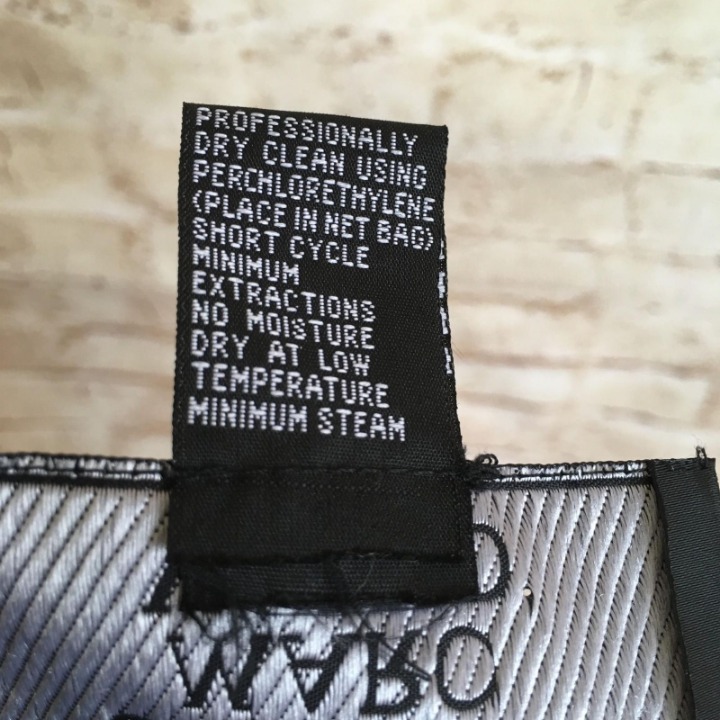 PROFESSIONALLY
DRY CLEAN USING
PERCHLORETHYLENE
(PLACE IN NET BAG)
SHORT CYCLE
MINIMUM
EXTRACTIONS
NO MOISTURE
DRY AT LOW
TEMPERATURE
MINIMUM STEAM